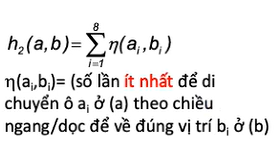 h₂(a,b)=∑⁸ᵢ₌₁ η(aᵢ,bᵢ)
η(aᵢ,bᵢ)= (số lần ít nhất để di
chuyển ô aᵢ ở (a) theo chiều
ngang/dọc để về đúng vị trí bᵢ ở (b)